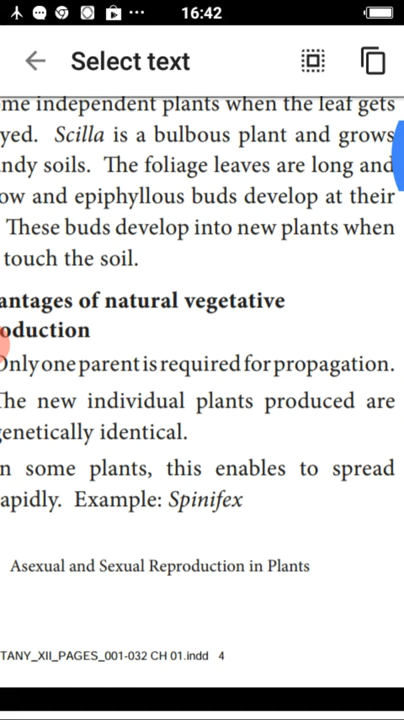 16:42
Select text
me independent plants when the leaf gets
yed. Scilla is a bulbous plant and grows
ndy soils. The foliage leaves are long and
ow and epiphyllous buds develop at their
These buds develop into new plants when
touch the soil.
antages of natural vegetative
oduction
Only one parent is required for propagation.
The new individual plants produced are
genetically identical.
n some plants, this enables to spread
apidly. Example: Spinifex
Asexual and Sexual Reproduction in Plants
TANY_XII_PAGES_001-032 CH 01.indd 4